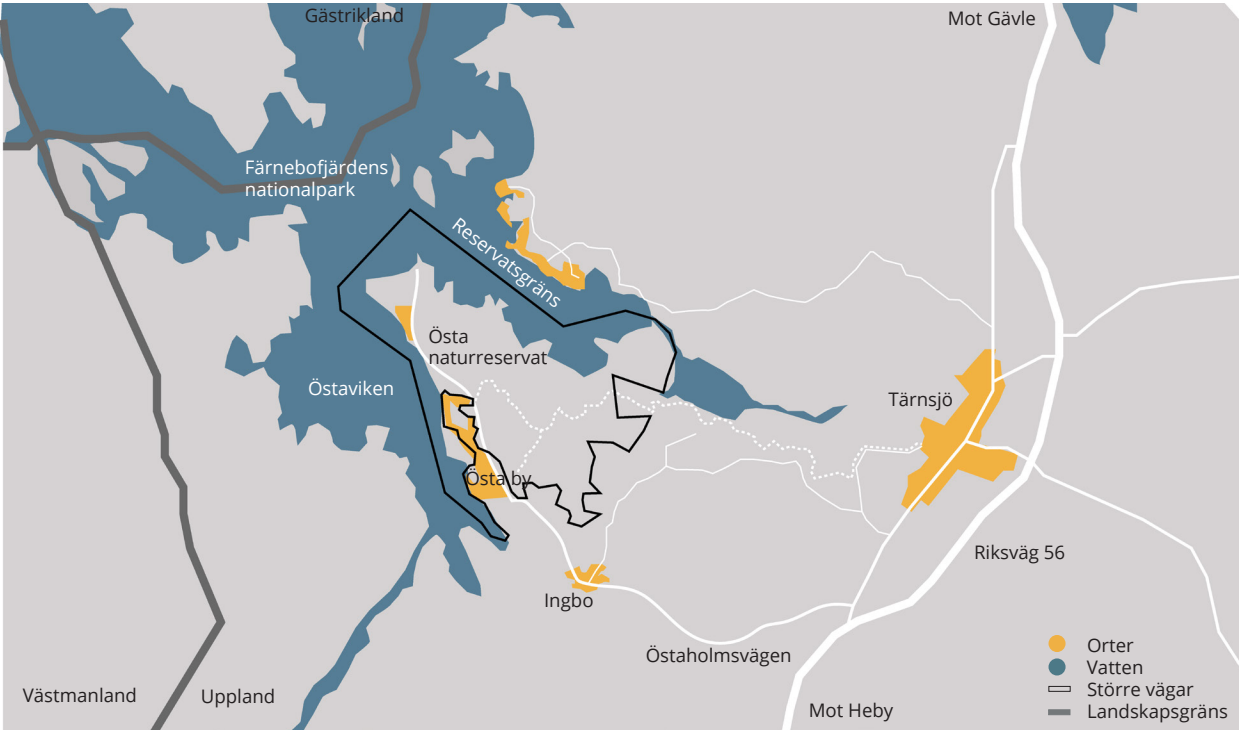 Gästrikland
Mot Gävle
Färnebofjärdens
nationalpark
Reservatsgräns
Östa
naturreservat
Östaviken
Tärnsjö
Östa by
Riksväg 56
Ingbo
Östaholmsvägen
Västmanland
Uppland
Mot Heby
Orter
Vatten
Större vägar
Landskapsgräns